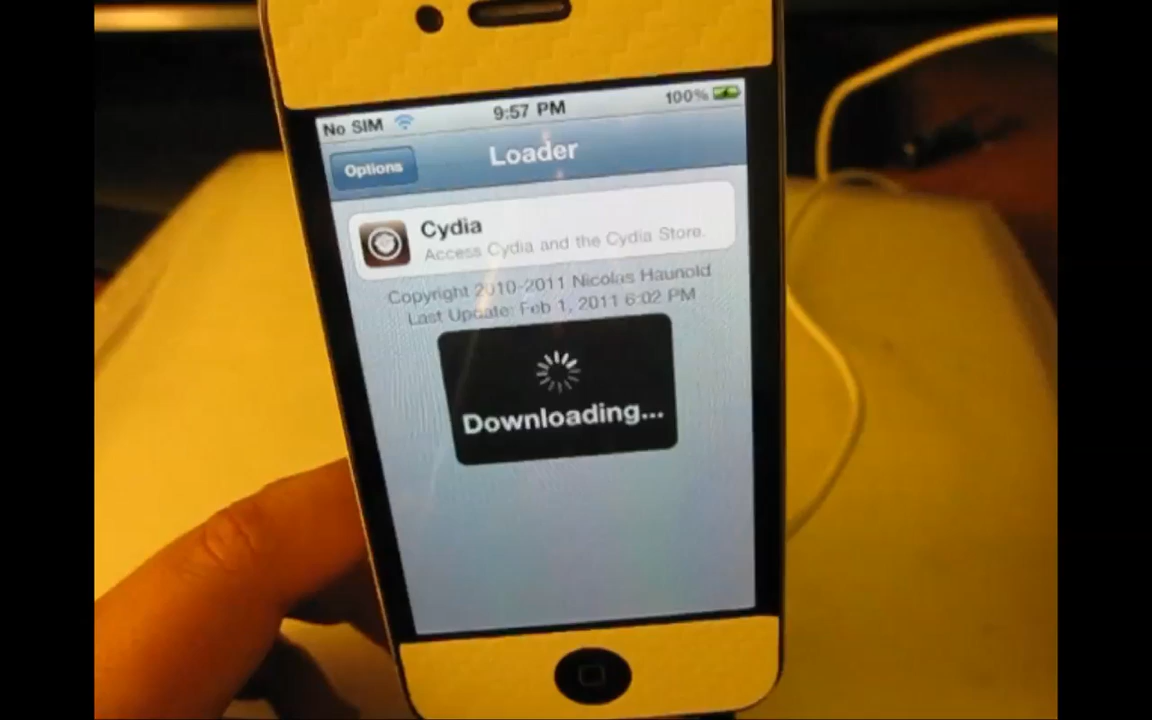 No SIM 9:57 PM 100%
Options Loader
Cydia
Access Cydia and the Cydia Store.
Copyright 2010-2011 Nicolas Haunold
Last Update: Feb 1, 2011 6:02 PM
Downloading...